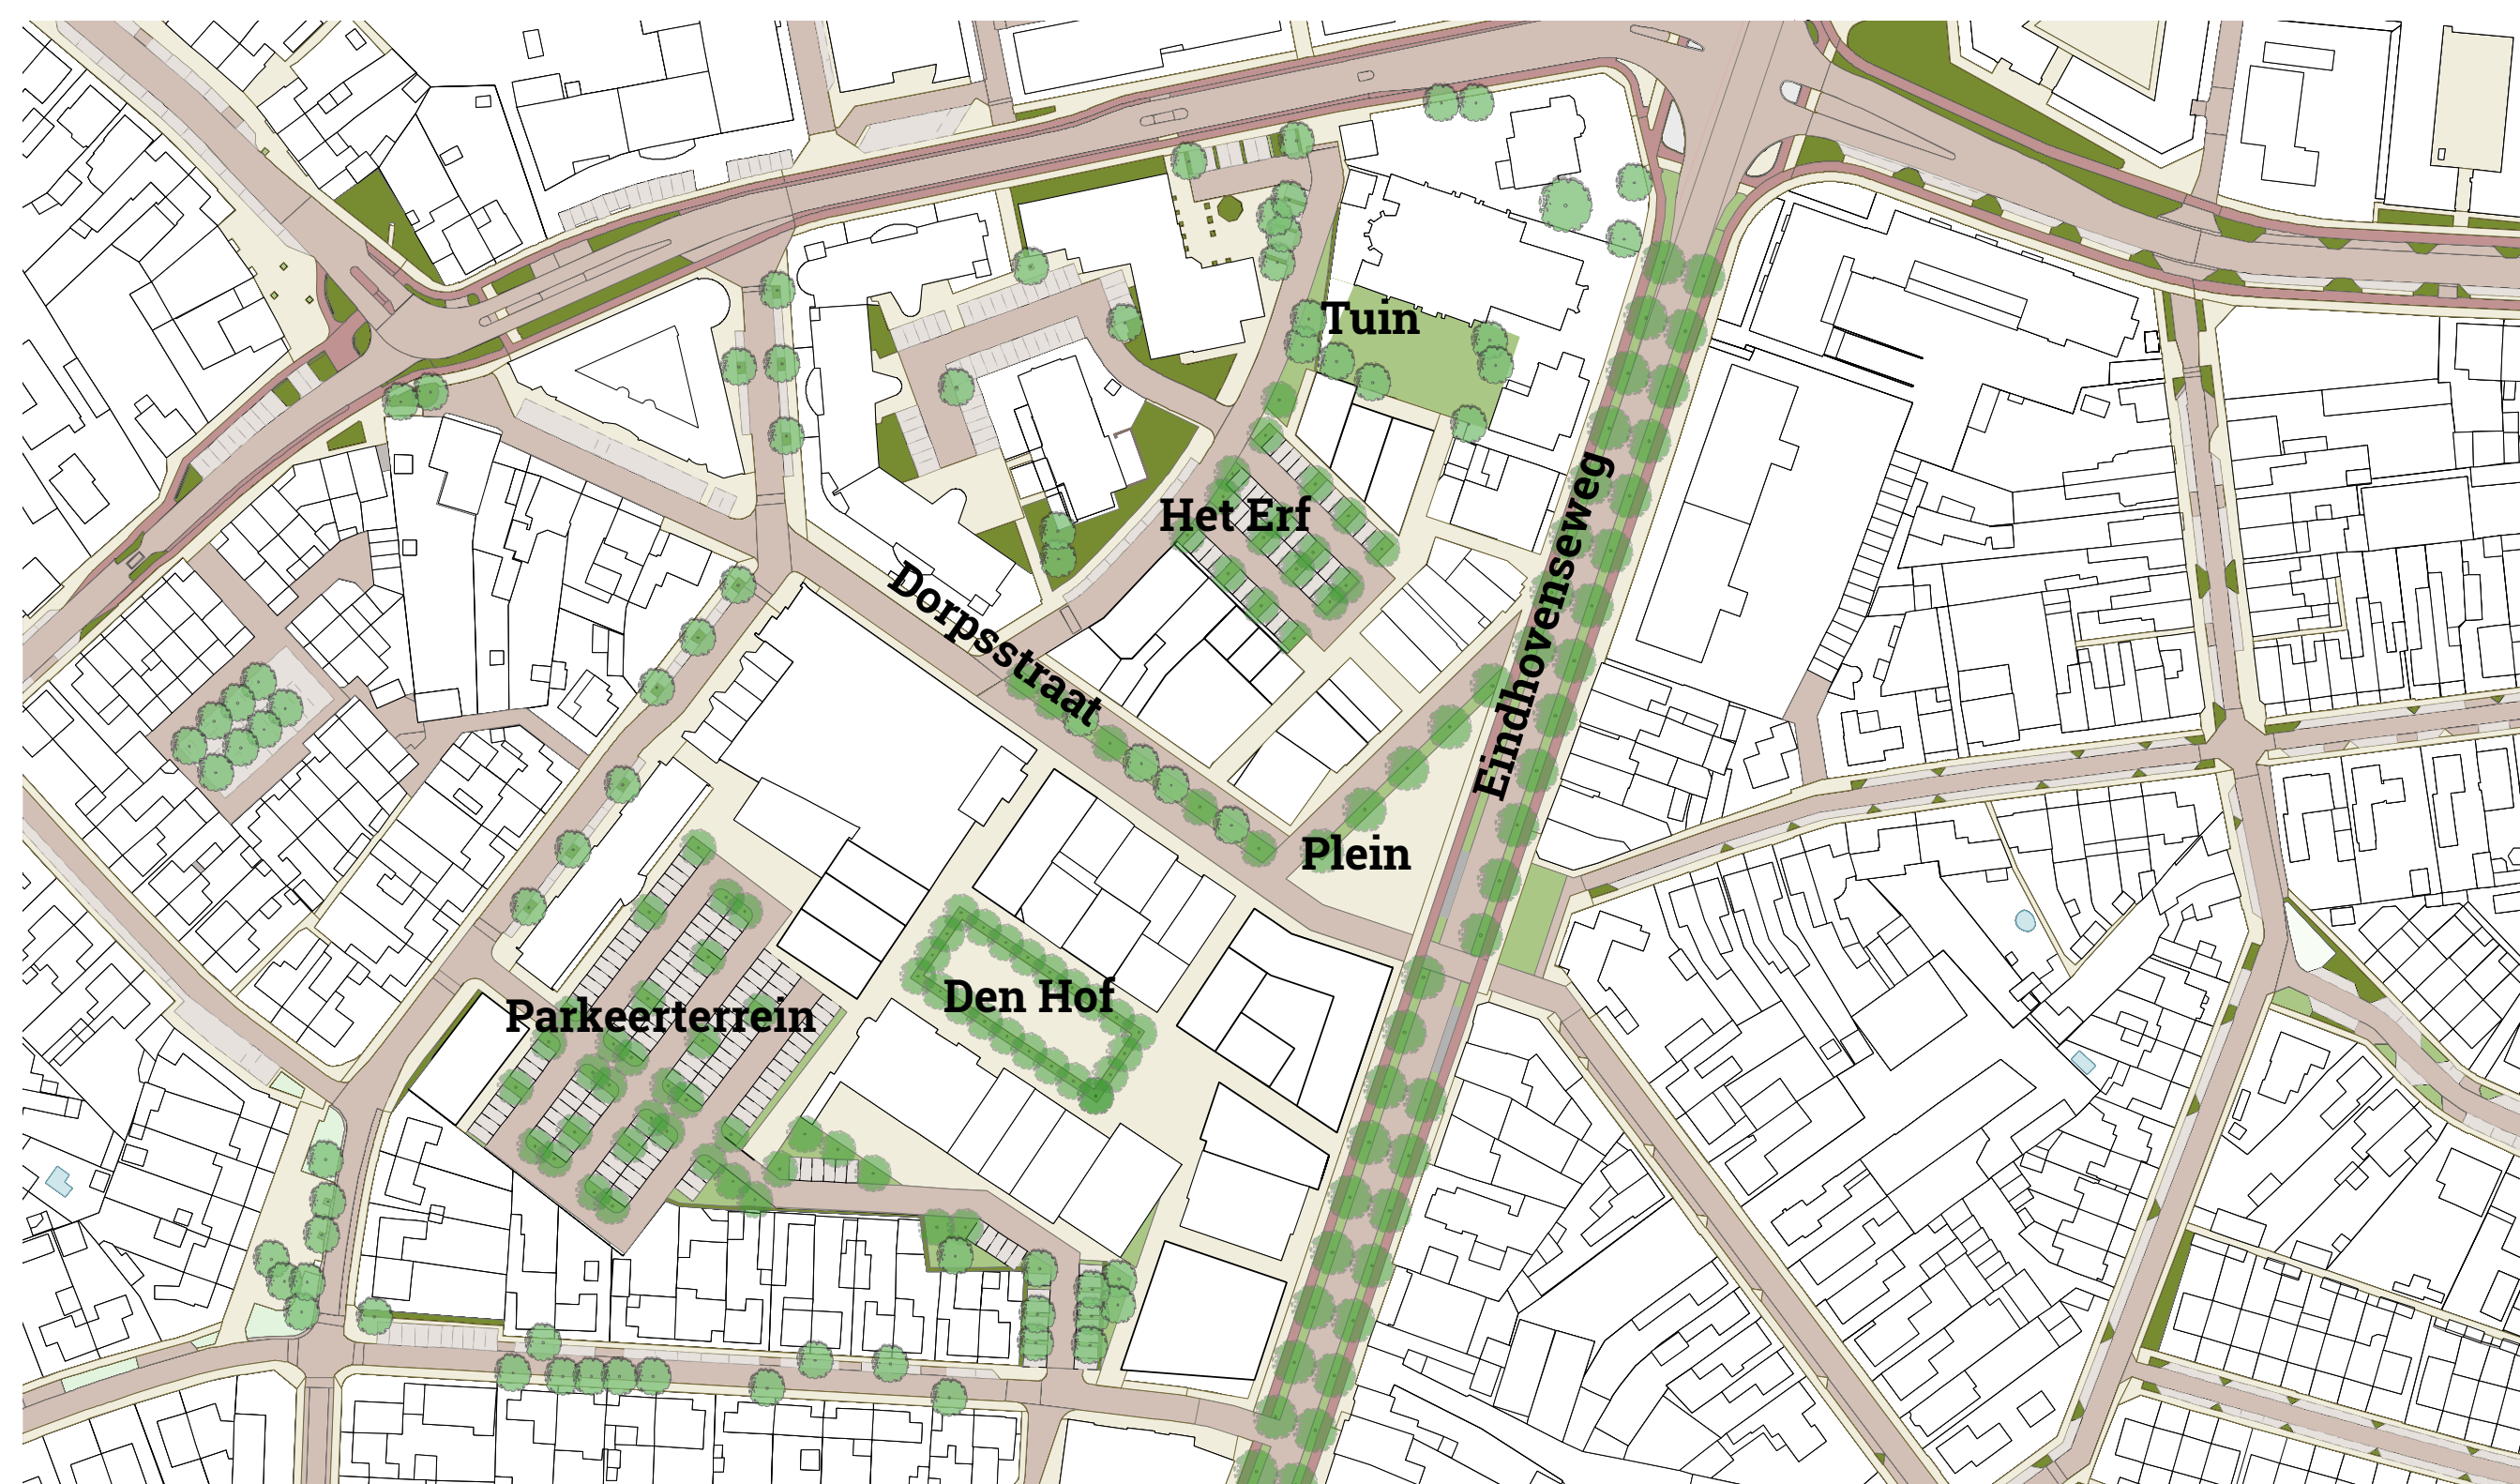 Tuin
Het Erf
Dorpsstraat
Eindhovenseweg
Plein
Den Hof
Parkeerterrein